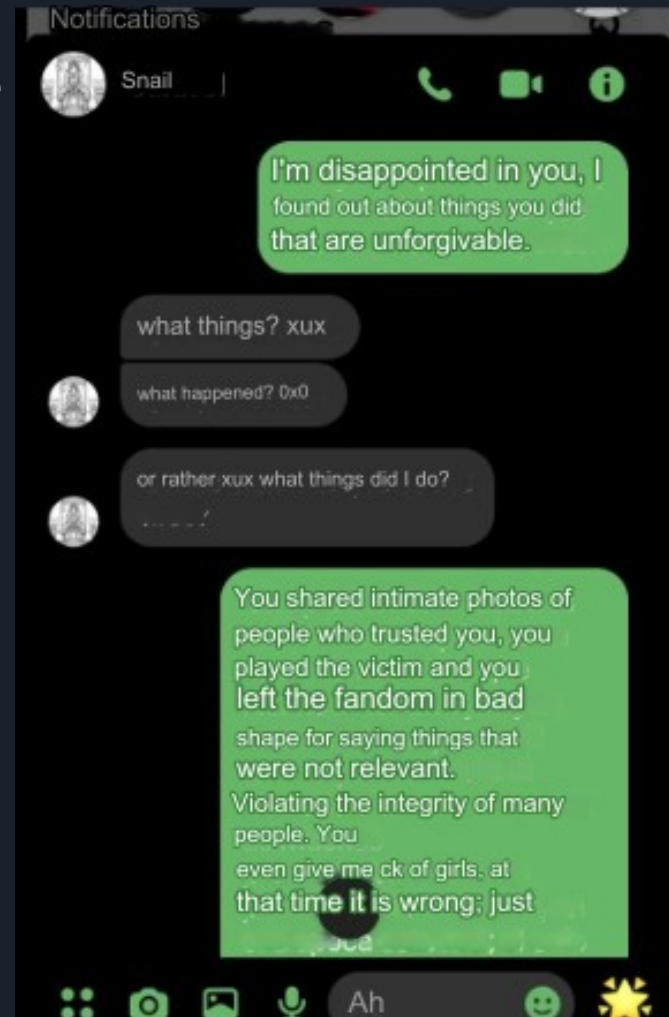 Notifications
Snail
I'm disappointed in you, I
found out about things you did
that are unforgivable.
what things? xux
what happened? 0x0
or rather xux what things did I do?
You shared intimate photos of
people who trusted you, you
played the victim and you
left the fandom in bad
shape for saying things that
were not relevant.
Violating the integrity of many
people. You
even give me ck of girls, at
that time it is wrong; just
Ah